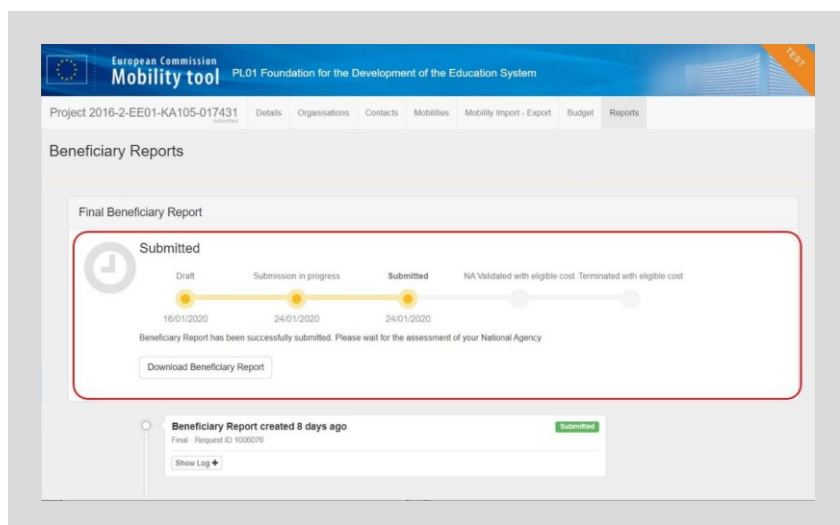 European Commission
Mobility tool
PL01 Foundation for the Development of the Education System
TEST
Project 2016-2-EE01-KA105-017431 Details Organisations Contacts Mobilities Mobility Import - Export Budget Reports
submitted
Beneficiary Reports
Final Beneficiary Report
Submitted
Draft Submission in progress Submitted NA Validated with eligible cost Terminated with eligible cost
16/01/2020 24/01/2020 24/01/2020
Beneficiary Report has been successfully submitted. Please wait for the assessment of your National Agency
Download Beneficiary Report
Beneficiary Report created 8 days ago Submitted
Final - Request ID 1006076
Show Log +